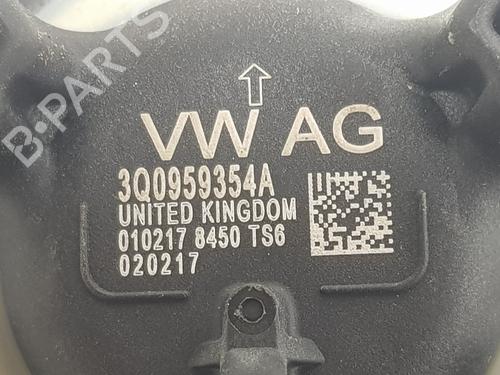 B-PARTS
VW AG
3Q0959354A
UNITED KINGDOM
010217 8450 TS6
020217